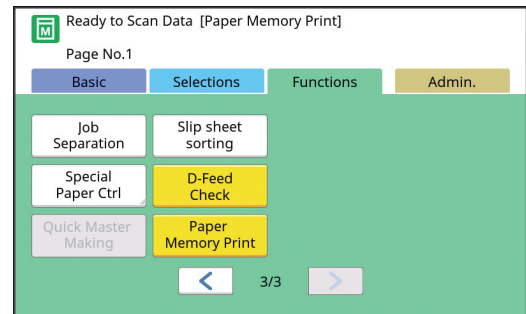 M
Ready to Scan Data [Paper Memory Print]
Page No.1
Basic
Selections
Functions
Admin.
Job
Separation
Slip sheet
sorting
Special
Paper Ctrl
D-Feed
Check
Quick Master
Making
Paper
Memory Print
3/3